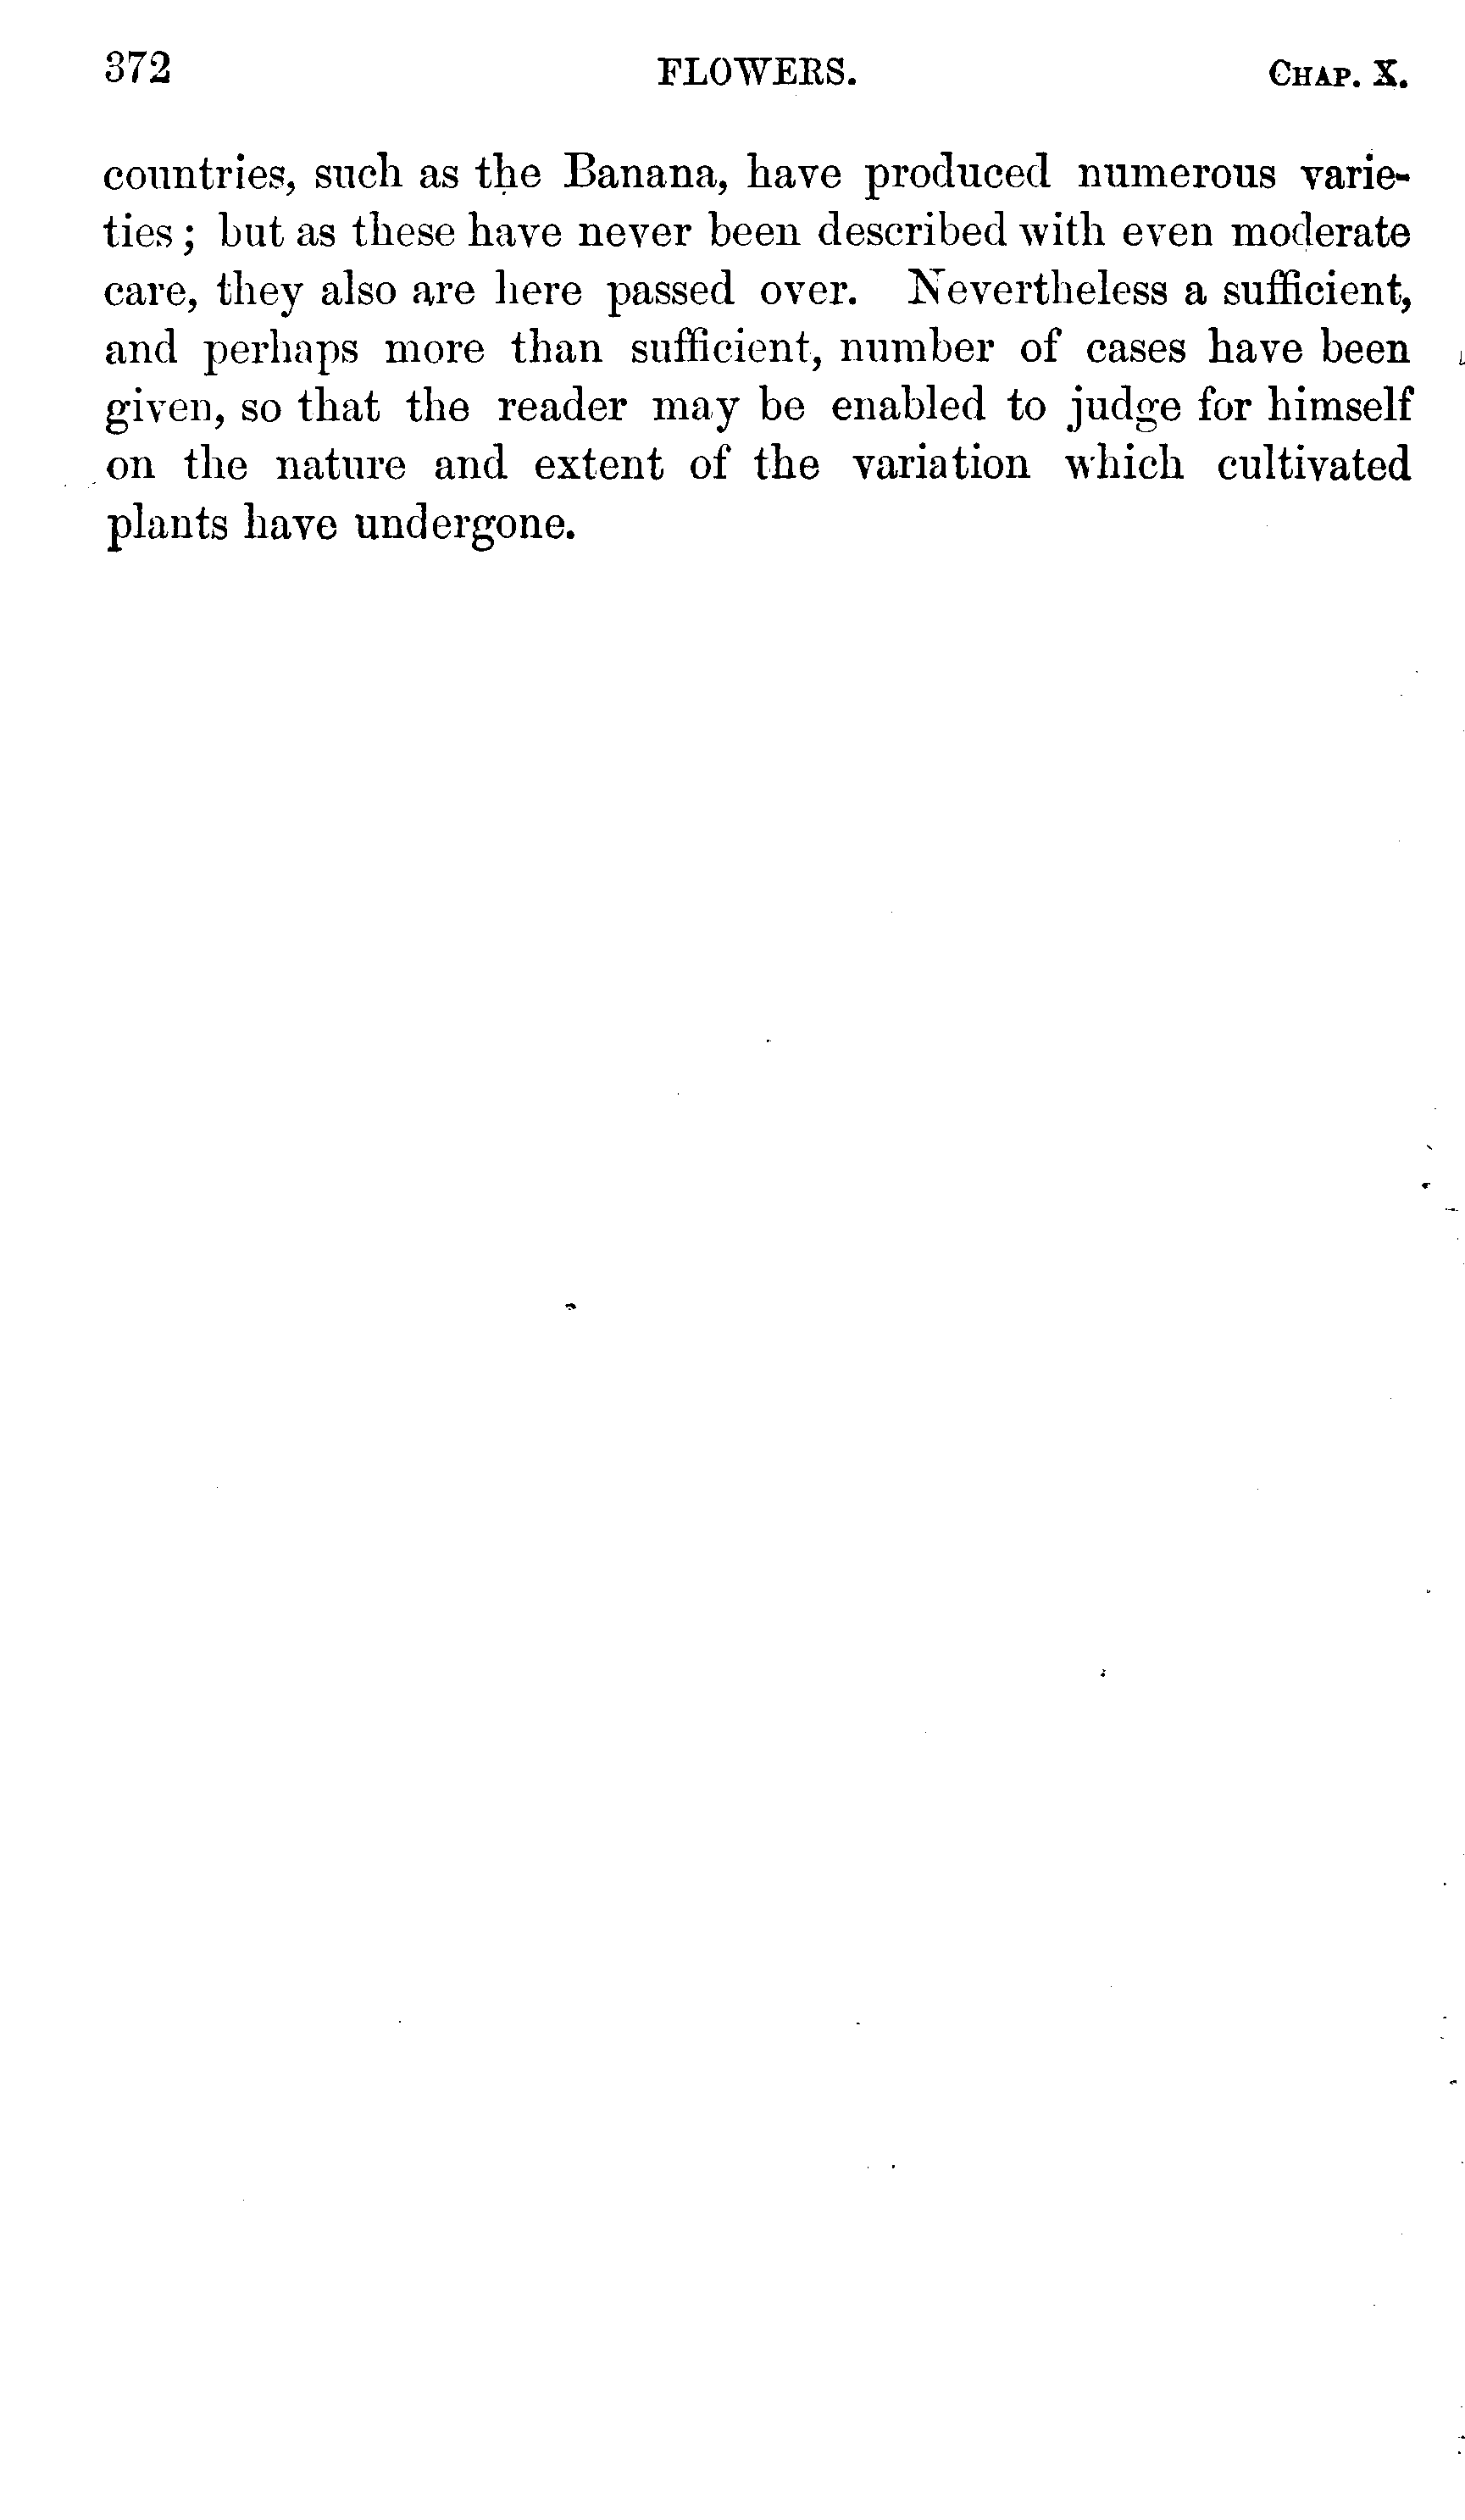 372 FLOWERS. CHAP. X.
countries, such as the Banana, have produced numerous varie-
ties; but as these have never been described with even moderate
care, they also are here passed over. Nevertheless a sufficient,
and perhaps more than sufficient, number of cases have been
given, so that the reader may be enabled to judge for himself
on the nature and extent of the variation which cultivated
plants have undergone.